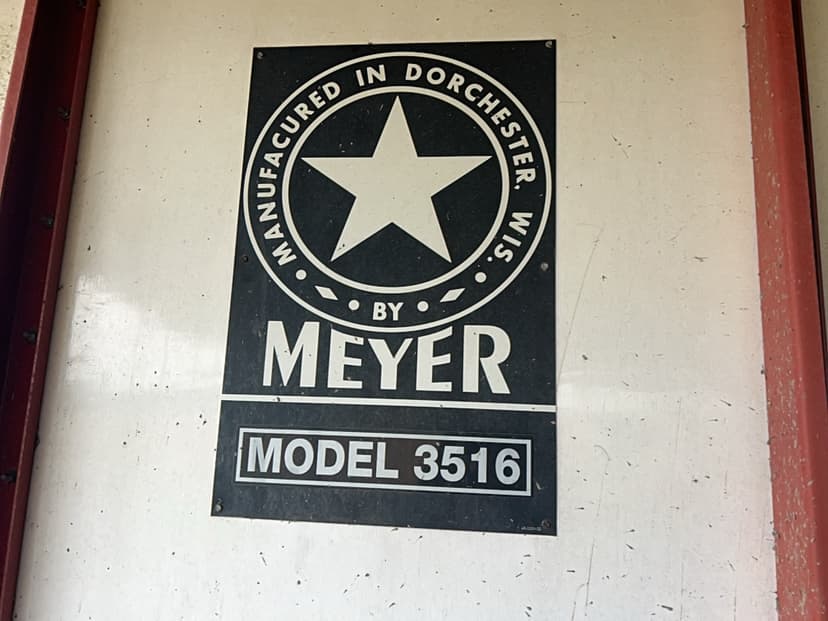 MANUFACURED IN DORCHESTER, WIS.
BY
MEYER
MODEL 3516